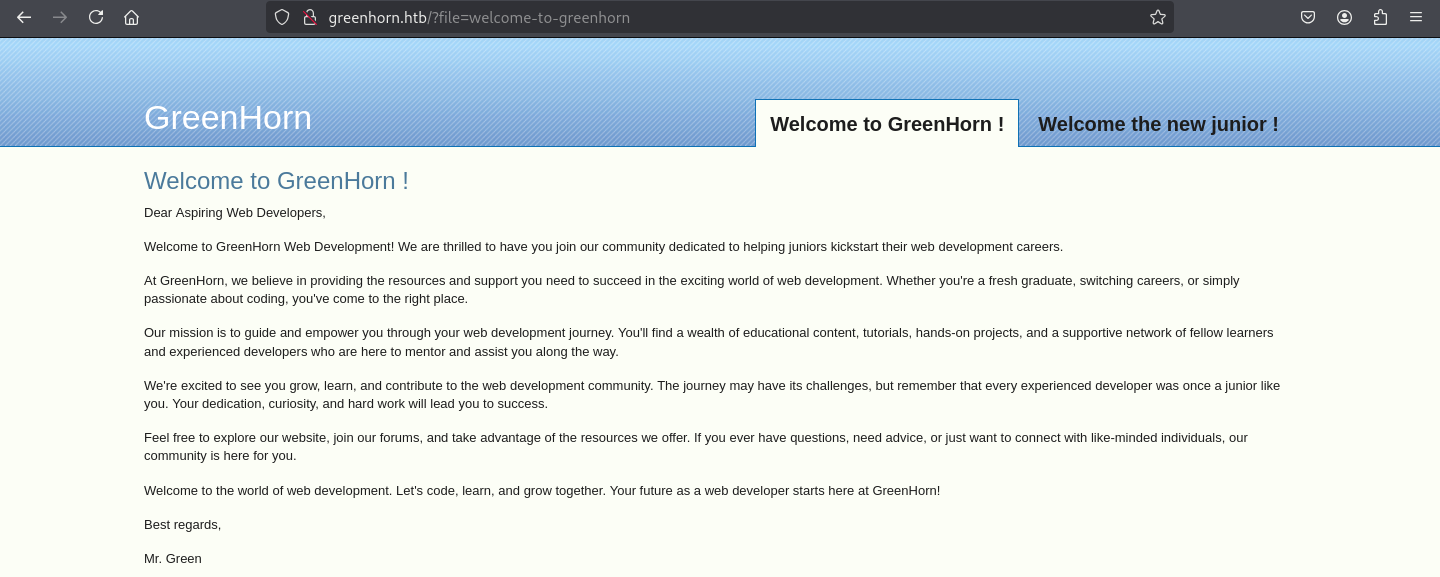 greenhorn.htb/?file=welcome-to-greenhorn
GreenHorn
Welcome to GreenHorn !
Welcome the new junior !
Welcome to GreenHorn !
Dear Aspiring Web Developers,
Welcome to GreenHorn Web Development! We are thrilled to have you join our community dedicated to helping juniors kickstart their web development careers.
At GreenHorn, we believe in providing the resources and support you need to succeed in the exciting world of web development. Whether you're a fresh graduate, switching careers, or simply
passionate about coding, you've come to the right place.
Our mission is to guide and empower you through your web development journey. You'll find a wealth of educational content, tutorials, hands-on projects, and a supportive network of fellow learners
and experienced developers who are here to mentor and assist you along the way.
We're excited to see you grow, learn, and contribute to the web development community. The journey may have its challenges, but remember that every experienced developer was once a junior like
you. Your dedication, curiosity, and hard work will lead you to success.
Feel free to explore our website, join our forums, and take advantage of the resources we offer. If you ever have questions, need advice, or just want to connect with like-minded individuals, our
community is here for you.
Welcome to the world of web development. Let's code, learn, and grow together. Your future as a web developer starts here at GreenHorn!
Best regards,
Mr. Green